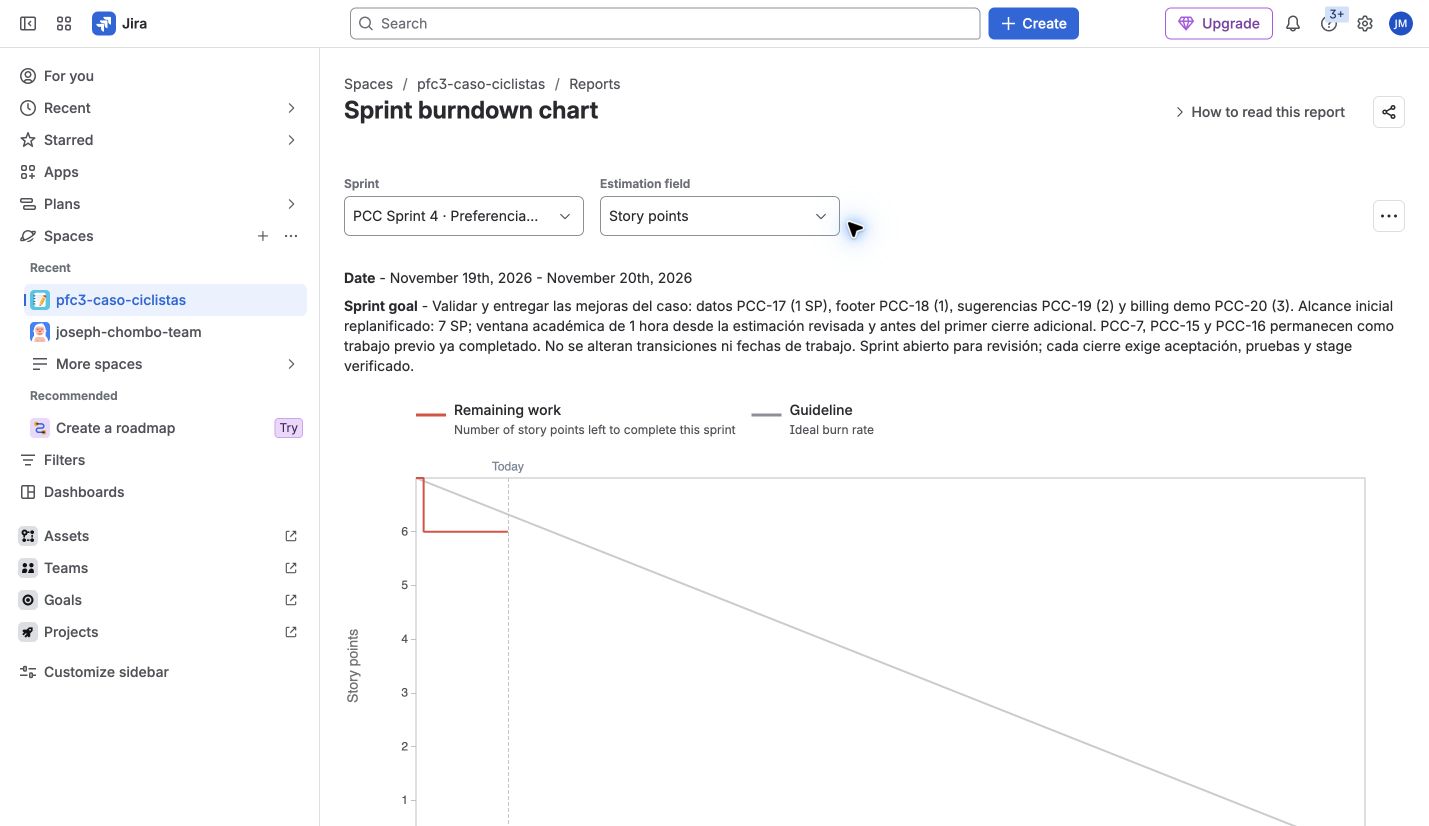 Jira
Search
Create
Upgrade
3+
JM
For you
Recent
Starred
Apps
Plans
Spaces
Recent
pfc3-caso-ciclistas
joseph-chombo-team
More spaces
Recommended
Create a roadmap
Try
Filters
Dashboards
Assets
Teams
Goals
Projects
Customize sidebar
Spaces / pfc3-caso-ciclistas / Reports
Sprint burndown chart
How to read this report
Sprint
Estimation field
PCC Sprint 4 · Preferencia...
Story points
Date - November 19th, 2026 - November 20th, 2026
Sprint goal - Validar y entregar las mejoras del caso: datos PCC-17 (1 SP), footer PCC-18 (1), sugerencias PCC-19 (2) y billing demo PCC-20 (3). Alcance inicial
replanificado: 7 SP; ventana académica de 1 hora desde la estimación revisada y antes del primer cierre adicional. PCC-7, PCC-15 y PCC-16 permanecen como
trabajo previo ya completado. No se alteran transiciones ni fechas de trabajo. Sprint abierto para revisión; cada cierre exige aceptación, pruebas y stage
verificado.
Remaining work
Number of story points left to complete this sprint
Guideline
Ideal burn rate
Today
6
5
4
3
2
1
Story points